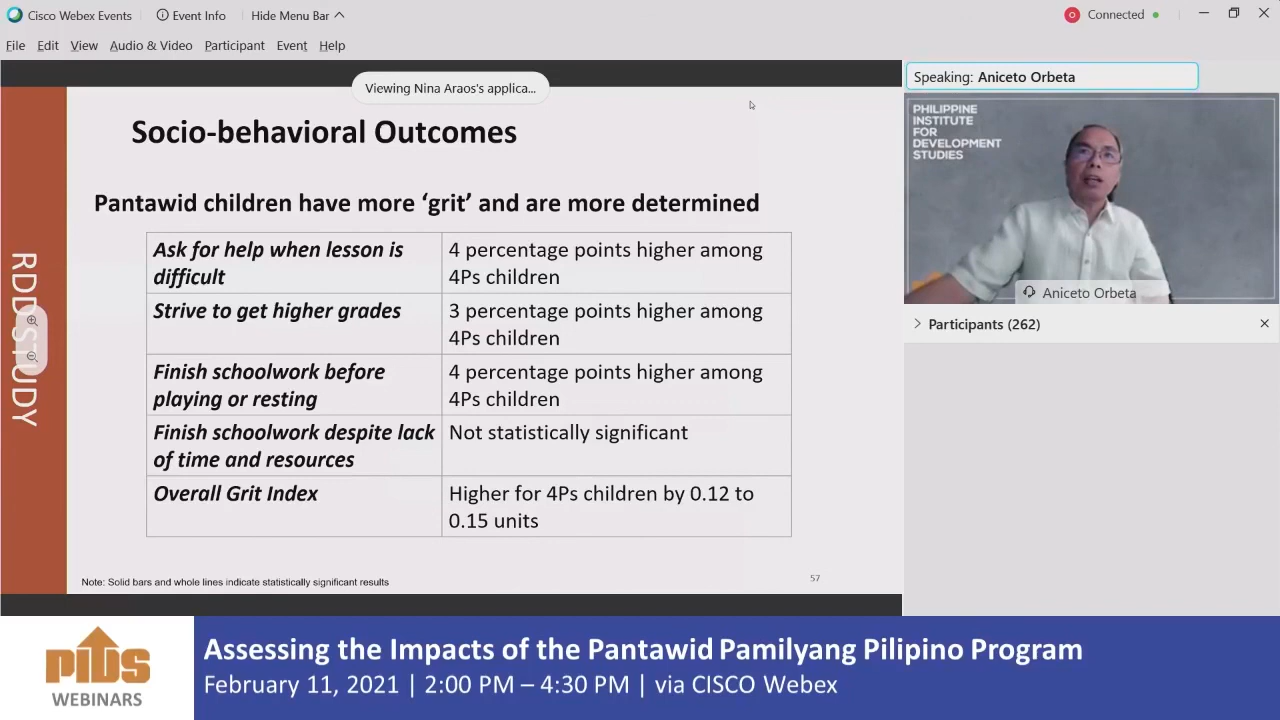 Cisco Webex Events
Event Info
Hide Menu Bar
Connected
File Edit View Audio & Video Participant Event Help
Viewing Nina Araos's applica...
Speaking: Aniceto Orbeta
PHILIPPINE
INSTITUTE
FOR
DEVELOPMENT
STUDIES
Aniceto Orbeta
Participants (262)
RDD STUDY
Socio-behavioral Outcomes
Pantawid children have more ‘grit’ and are more determined
Ask for help when lesson is
difficult
4 percentage points higher among
4Ps children
Strive to get higher grades
3 percentage points higher among
4Ps children
Finish schoolwork before
playing or resting
4 percentage points higher among
4Ps children
Finish schoolwork despite lack
of time and resources
Not statistically significant
Overall Grit Index
Higher for 4Ps children by 0.12 to
0.15 units
Note: Solid bars and whole lines indicate statistically significant results
57
PIDS
WEBINARS
Assessing the Impacts of the Pantawid Pamilyang Pilipino Program
February 11, 2021 | 2:00 PM – 4:30 PM | via CISCO Webex